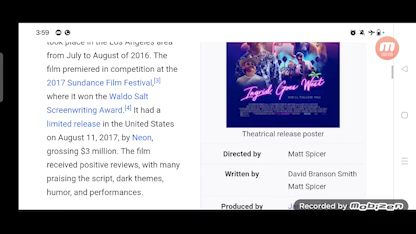 3:59
took place in the Los Angeles area
from July to August of 2016. The
film premiered in competition at the
2017 Sundance Film Festival,[3]
where it won the Waldo Salt
Screenwriting Award.[4] It had a
limited release in the United States
on August 11, 2017, by Neon,
grossing $3 million. The film
received positive reviews, with many
praising the script, dark themes,
humor, and performances.
Ingrid Goes West
Theatrical release poster
Directed by Matt Spicer
Written by David Branson Smith
Matt Spicer
Produced by
Recorded by Mobizen